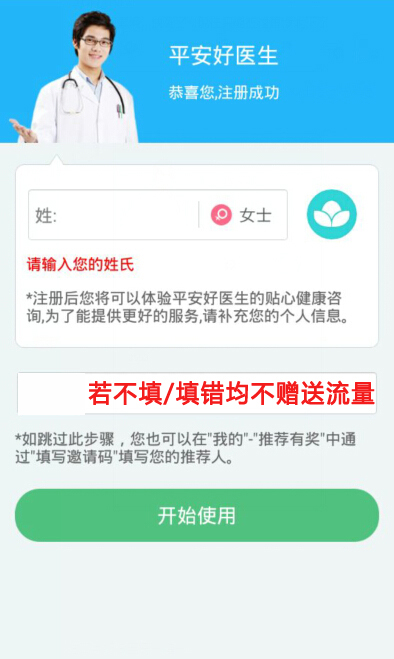 平安好医生
恭喜您,注册成功
姓:
女士
请输入您的姓氏
*注册后您将可以体验平安好医生的贴心健康咨
询,为了能提供更好的服务,请补充您的个人信息。
若不填/填错均不赠送流量
*如跳过此步骤，您也可以在"我的"-"推荐有奖"中通
过"填写邀请码"填写您的推荐人。
开始使用